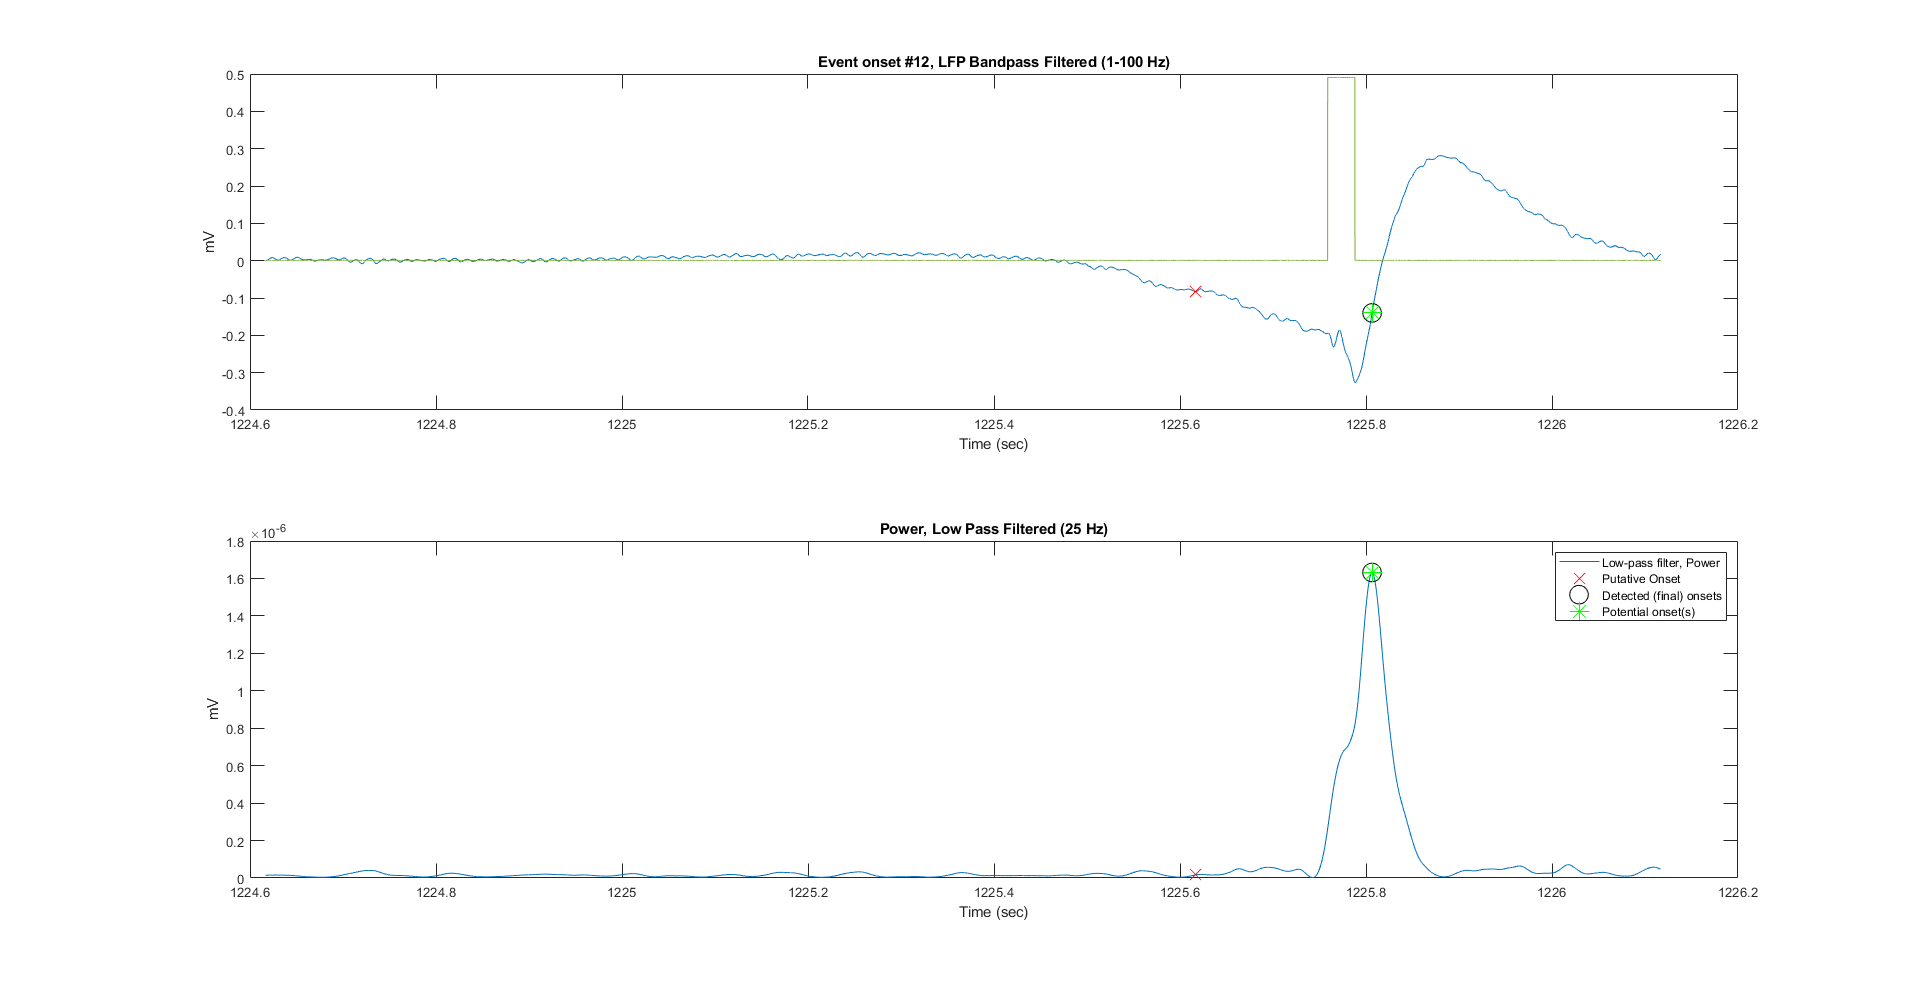 Event onset #12, LFP Bandpass Filtered (1-100 Hz)
0.5
0.4
0.3
0.2
0.1
0
-0.1
-0.2
-0.3
-0.4
mV
1224.6 1224.8 1225 1225.2 1225.4 1225.6 1225.8 1226 1226.2
Time (sec)
Power, Low Pass Filtered (25 Hz)
×10-6
1.8
1.6
1.4
1.2
1
0.8
0.6
0.4
0.2
0
mV
Low-pass filter, Power
Putative Onset
Detected (final) onsets
Potential onset(s)
1224.6 1224.8 1225 1225.2 1225.4 1225.6 1225.8 1226 1226.2
Time (sec)